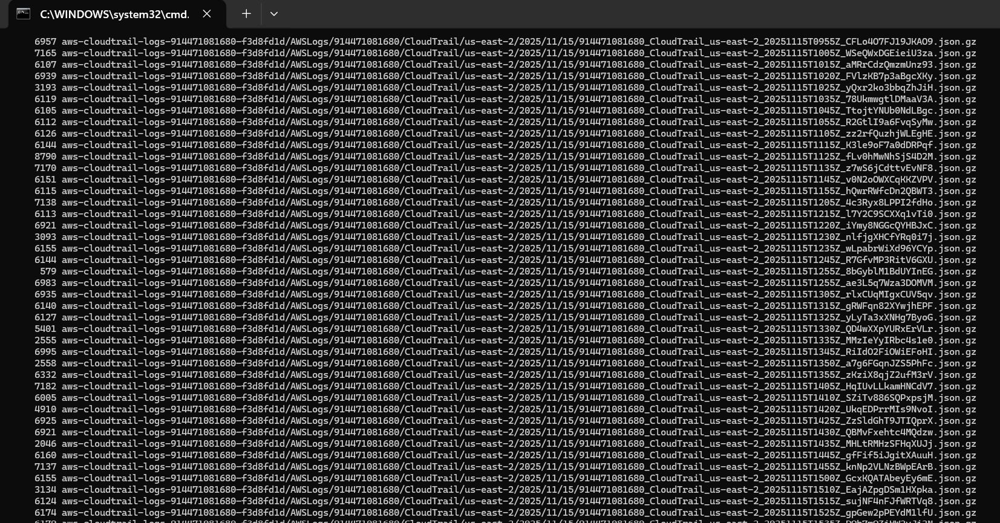 C:\WINDOWS\system32\cmd.
6957 aws-cloudtrail-logs-914471081680-f3d8fd1d/AWSLogs/914471081680/CloudTrail/us-east-2/2025/11/15/914471081680_CloudTrail_us-east-2_20251115T0955Z_CFLo4O7FJ19JKAO9.json.gz
7165 aws-cloudtrail-logs-914471081680-f3d8fd1d/AWSLogs/914471081680/CloudTrail/us-east-2/2025/11/15/914471081680_CloudTrail_us-east-2_20251115T1005Z_WSeQWxDGEieiU3za.json.gz
6107 aws-cloudtrail-logs-914471081680-f3d8fd1d/AWSLogs/914471081680/CloudTrail/us-east-2/2025/11/15/914471081680_CloudTrail_us-east-2_20251115T1015Z_aMRrCdzQmzmUnz93.json.gz
6939 aws-cloudtrail-logs-914471081680-f3d8fd1d/AWSLogs/914471081680/CloudTrail/us-east-2/2025/11/15/914471081680_CloudTrail_us-east-2_20251115T1020Z_FVlzKB7p3aBgcXKy.json.gz
3193 aws-cloudtrail-logs-914471081680-f3d8fd1d/AWSLogs/914471081680/CloudTrail/us-east-2/2025/11/15/914471081680_CloudTrail_us-east-2_20251115T1025Z_yQxr2ko3bbqZhJiH.json.gz
6119 aws-cloudtrail-logs-914471081680-f3d8fd1d/AWSLogs/914471081680/CloudTrail/us-east-2/2025/11/15/914471081680_CloudTrail_us-east-2_20251115T1035Z_78UkmwgtlDMaaV3A.json.gz
6105 aws-cloudtrail-logs-914471081680-f3d8fd1d/AWSLogs/914471081680/CloudTrail/us-east-2/2025/11/15/914471081680_CloudTrail_us-east-2_20251115T1045Z_TtojtYNUb0NdLBgc.json.gz
6112 aws-cloudtrail-logs-914471081680-f3d8fd1d/AWSLogs/914471081680/CloudTrail/us-east-2/2025/11/15/914471081680_CloudTrail_us-east-2_20251115T1055Z_R2GtlI9a6FvqSyMw.json.gz
6126 aws-cloudtrail-logs-914471081680-f3d8fd1d/AWSLogs/914471081680/CloudTrail/us-east-2/2025/11/15/914471081680_CloudTrail_us-east-2_20251115T1105Z_zz2rfQuzhjWLEgHE.json.gz
6144 aws-cloudtrail-logs-914471081680-f3d8fd1d/AWSLogs/914471081680/CloudTrail/us-east-2/2025/11/15/914471081680_CloudTrail_us-east-2_20251115T1115Z_K3le9oF7a0dDRPqf.json.gz
8790 aws-cloudtrail-logs-914471081680-f3d8fd1d/AWSLogs/914471081680/CloudTrail/us-east-2/2025/11/15/914471081680_CloudTrail_us-east-2_20251115T1125Z_fLv0hMwNhSjS4D2M.json.gz
7170 aws-cloudtrail-logs-914471081680-f3d8fd1d/AWSLogs/914471081680/CloudTrail/us-east-2/2025/11/15/914471081680_CloudTrail_us-east-2_20251115T1135Z_z7wS6jCdttvEvNF8.json.gz
6151 aws-cloudtrail-logs-914471081680-f3d8fd1d/AWSLogs/914471081680/CloudTrail/us-east-2/2025/11/15/914471081680_CloudTrail_us-east-2_20251115T1145Z_v0N2oOWXCqKKZVPV.json.gz
6115 aws-cloudtrail-logs-914471081680-f3d8fd1d/AWSLogs/914471081680/CloudTrail/us-east-2/2025/11/15/914471081680_CloudTrail_us-east-2_20251115T1155Z_hQwrRWfcDn2QBWT3.json.gz
7138 aws-cloudtrail-logs-914471081680-f3d8fd1d/AWSLogs/914471081680/CloudTrail/us-east-2/2025/11/15/914471081680_CloudTrail_us-east-2_20251115T1205Z_4c3Ryx8LPPI2fdHo.json.gz
6113 aws-cloudtrail-logs-914471081680-f3d8fd1d/AWSLogs/914471081680/CloudTrail/us-east-2/2025/11/15/914471081680_CloudTrail_us-east-2_20251115T1215Z_l7Y2C9SCXXq1vTi0.json.gz
6921 aws-cloudtrail-logs-914471081680-f3d8fd1d/AWSLogs/914471081680/CloudTrail/us-east-2/2025/11/15/914471081680_CloudTrail_us-east-2_20251115T1220Z_iYmy8NGGcQYHBJxC.json.gz
3093 aws-cloudtrail-logs-914471081680-f3d8fd1d/AWSLogs/914471081680/CloudTrail/us-east-2/2025/11/15/914471081680_CloudTrail_us-east-2_20251115T1230Z_nlfjgXHCfYRq0i7j.json.gz
6155 aws-cloudtrail-logs-914471081680-f3d8fd1d/AWSLogs/914471081680/CloudTrail/us-east-2/2025/11/15/914471081680_CloudTrail_us-east-2_20251115T1235Z_wLpabrWiXd96YCYp.json.gz
6144 aws-cloudtrail-logs-914471081680-f3d8fd1d/AWSLogs/914471081680/CloudTrail/us-east-2/2025/11/15/914471081680_CloudTrail_us-east-2_20251115T1245Z_R7GfvMP3RitV6GXU.json.gz
579 aws-cloudtrail-logs-914471081680-f3d8fd1d/AWSLogs/914471081680/CloudTrail/us-east-2/2025/11/15/914471081680_CloudTrail_us-east-2_20251115T1255Z_8bGyblM1BdUYInEG.json.gz
6983 aws-cloudtrail-logs-914471081680-f3d8fd1d/AWSLogs/914471081680/CloudTrail/us-east-2/2025/11/15/914471081680_CloudTrail_us-east-2_20251115T1255Z_ae3L5q7Wza3DOMVM.json.gz
6935 aws-cloudtrail-logs-914471081680-f3d8fd1d/AWSLogs/914471081680/CloudTrail/us-east-2/2025/11/15/914471081680_CloudTrail_us-east-2_20251115T1305Z_rlxCUqMIgxCUV5qv.json.gz
6140 aws-cloudtrail-logs-914471081680-f3d8fd1d/AWSLogs/914471081680/CloudTrail/us-east-2/2025/11/15/914471081680_CloudTrail_us-east-2_20251115T1315Z_gRWFqn82XYwjhEPF.json.gz
6127 aws-cloudtrail-logs-914471081680-f3d8fd1d/AWSLogs/914471081680/CloudTrail/us-east-2/2025/11/15/914471081680_CloudTrail_us-east-2_20251115T1325Z_yLyTa3xXNHg7ByoG.json.gz
5401 aws-cloudtrail-logs-914471081680-f3d8fd1d/AWSLogs/914471081680/CloudTrail/us-east-2/2025/11/15/914471081680_CloudTrail_us-east-2_20251115T1330Z_QD4wXXpYURxErVLr.json.gz
2555 aws-cloudtrail-logs-914471081680-f3d8fd1d/AWSLogs/914471081680/CloudTrail/us-east-2/2025/11/15/914471081680_CloudTrail_us-east-2_20251115T1335Z_MMzIeYyIRbc4s1e0.json.gz
6995 aws-cloudtrail-logs-914471081680-f3d8fd1d/AWSLogs/914471081680/CloudTrail/us-east-2/2025/11/15/914471081680_CloudTrail_us-east-2_20251115T1345Z_RiIdO2FiOWiEFoHI.json.gz
2558 aws-cloudtrail-logs-914471081680-f3d8fd1d/AWSLogs/914471081680/CloudTrail/us-east-2/2025/11/15/914471081680_CloudTrail_us-east-2_20251115T1350Z_a7g6FGqnJZS5PhFc.json.gz
6332 aws-cloudtrail-logs-914471081680-f3d8fd1d/AWSLogs/914471081680/CloudTrail/us-east-2/2025/11/15/914471081680_CloudTrail_us-east-2_20251115T1355Z_zKziX8qjZ2ufM3rV.json.gz
7182 aws-cloudtrail-logs-914471081680-f3d8fd1d/AWSLogs/914471081680/CloudTrail/us-east-2/2025/11/15/914471081680_CloudTrail_us-east-2_20251115T1405Z_HqIUvLLkamHNCdV7.json.gz
6005 aws-cloudtrail-logs-914471081680-f3d8fd1d/AWSLogs/914471081680/CloudTrail/us-east-2/2025/11/15/914471081680_CloudTrail_us-east-2_20251115T1410Z_SZiTv886SQPxpsjM.json.gz
4910 aws-cloudtrail-logs-914471081680-f3d8fd1d/AWSLogs/914471081680/CloudTrail/us-east-2/2025/11/15/914471081680_CloudTrail_us-east-2_20251115T1420Z_UkqEDPrrMIs9NvoI.json.gz
6925 aws-cloudtrail-logs-914471081680-f3d8fd1d/AWSLogs/914471081680/CloudTrail/us-east-2/2025/11/15/914471081680_CloudTrail_us-east-2_20251115T1425Z_ZzSldGhT9JTIQprX.json.gz
6921 aws-cloudtrail-logs-914471081680-f3d8fd1d/AWSLogs/914471081680/CloudTrail/us-east-2/2025/11/15/914471081680_CloudTrail_us-east-2_20251115T1430Z_QBMvFxehtc4MQdzw.json.gz
2046 aws-cloudtrail-logs-914471081680-f3d8fd1d/AWSLogs/914471081680/CloudTrail/us-east-2/2025/11/15/914471081680_CloudTrail_us-east-2_20251115T1435Z_MHLtRMHzSFHqXUJj.json.gz
6160 aws-cloudtrail-logs-914471081680-f3d8fd1d/AWSLogs/914471081680/CloudTrail/us-east-2/2025/11/15/914471081680_CloudTrail_us-east-2_20251115T1445Z_gfFif5iJgitXAuuH.json.gz
7137 aws-cloudtrail-logs-914471081680-f3d8fd1d/AWSLogs/914471081680/CloudTrail/us-east-2/2025/11/15/914471081680_CloudTrail_us-east-2_20251115T1455Z_knNp2VLNzBWpEArB.json.gz
6155 aws-cloudtrail-logs-914471081680-f3d8fd1d/AWSLogs/914471081680/CloudTrail/us-east-2/2025/11/15/914471081680_CloudTrail_us-east-2_20251115T1500Z_GcxKQATAbeyEy6mE.json.gz
3134 aws-cloudtrail-logs-914471081680-f3d8fd1d/AWSLogs/914471081680/CloudTrail/us-east-2/2025/11/15/914471081680_CloudTrail_us-east-2_20251115T1510Z_EajAZpgDSm1HXpka.json.gz
6124 aws-cloudtrail-logs-914471081680-f3d8fd1d/AWSLogs/914471081680/CloudTrail/us-east-2/2025/11/15/914471081680_CloudTrail_us-east-2_20251115T1515Z_sujNF4nFJfWRTVq8.json.gz
6174 aws-cloudtrail-logs-914471081680-f3d8fd1d/AWSLogs/914471081680/CloudTrail/us-east-2/2025/11/15/914471081680_CloudTrail_us-east-2_20251115T1525Z_gpGew2pPEYdM1lfU.json.gz